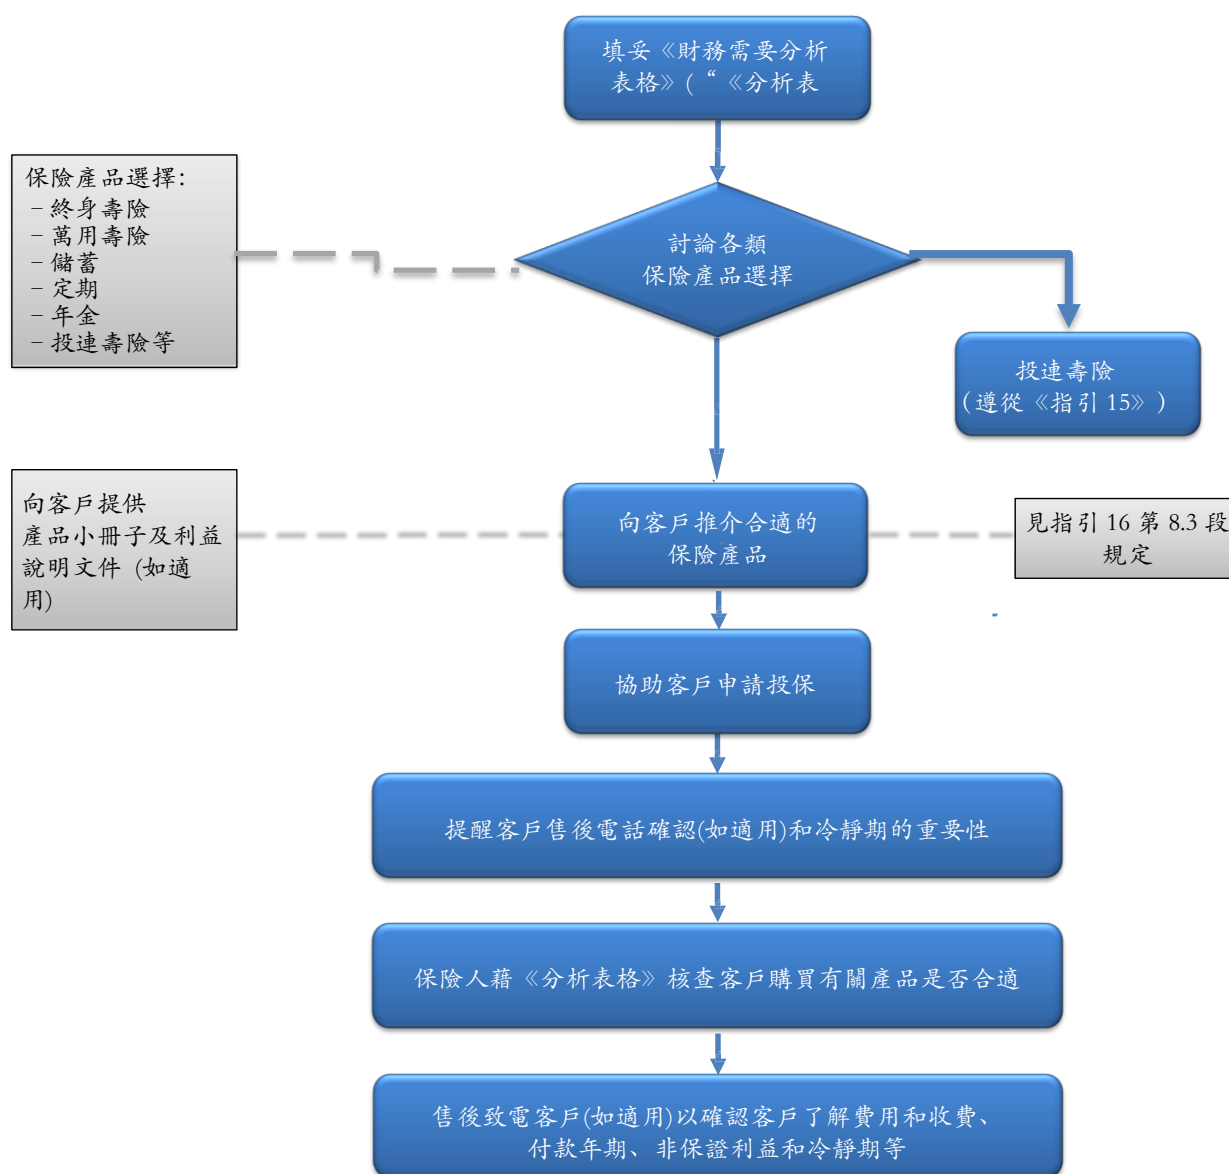 填妥《財務需要分析
表格》(“《分析表
保險產品選擇:
－終身壽險
－萬用壽險
－儲蓄
－定期
－年金
－投連壽險等
討論各類
保險產品選擇
投連壽險
(遵從《指引 15》)
向客戶提供
產品小冊子及利益
說明文件 (如適
用)
向客戶推介合適的
保險產品
見指引 16 第 8.3 段
規定
協助客戶申請投保
提醒客戶售後電話確認(如適用)和冷靜期的重要性
保險人藉《分析表格》核查客戶購買有關產品是否合適
售後致電客戶(如適用)以確認客戶了解費用和收費、
付款年期、非保證利益和冷靜期等